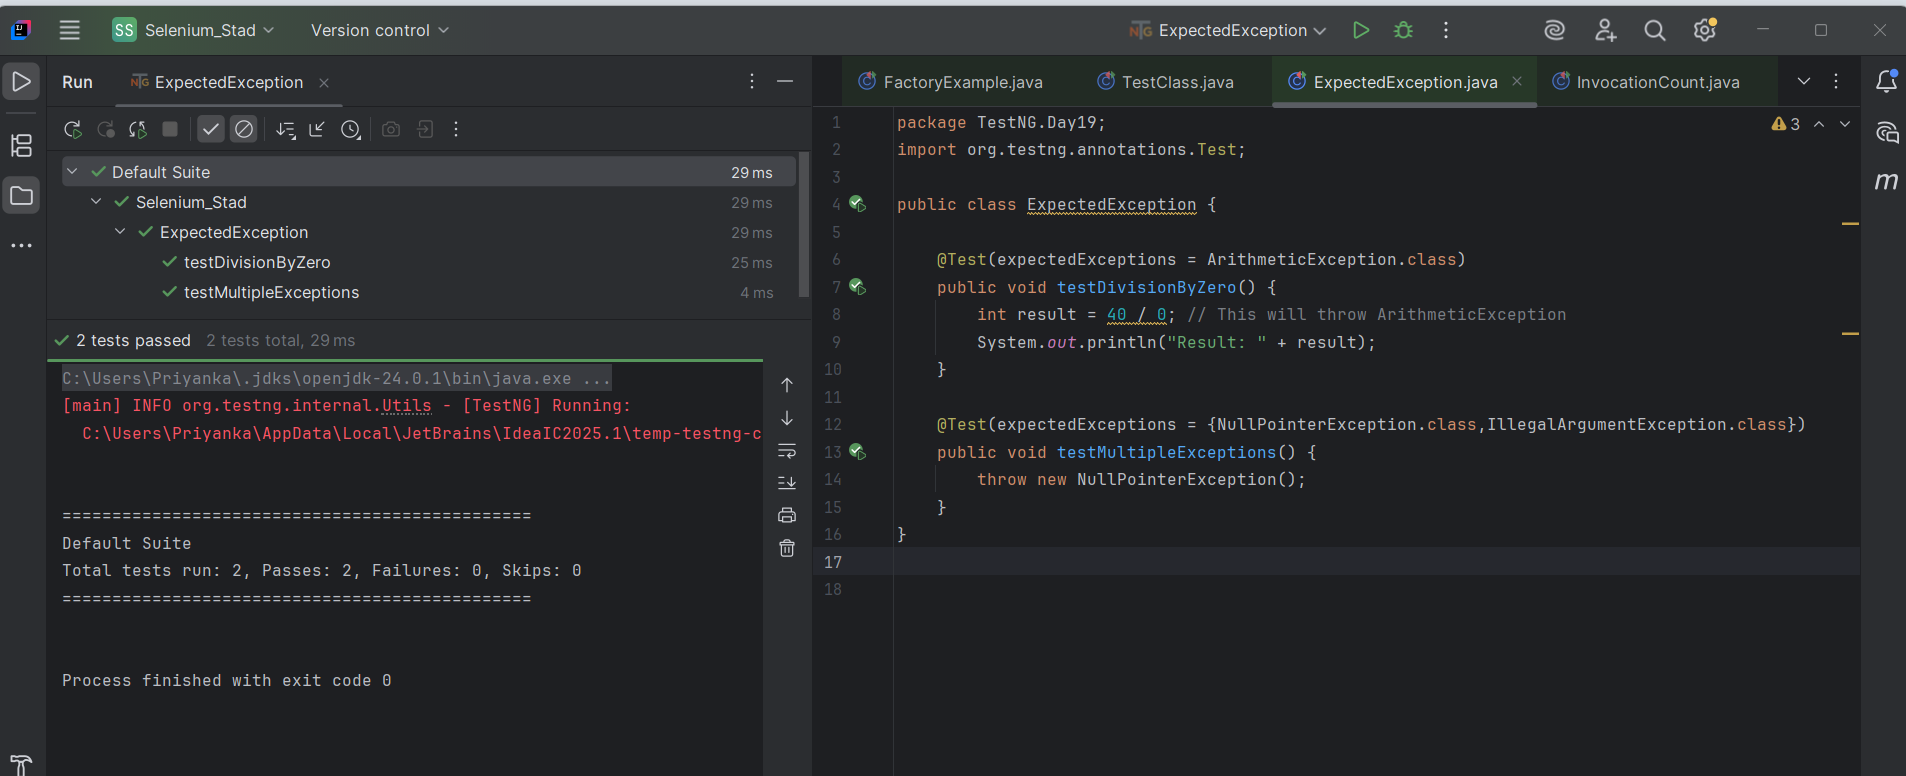 SS Selenium_Stad Version control ExpectedException
Run ExpectedException
Default Suite 29 ms
Selenium_Stad 29 ms
ExpectedException 29 ms
testDivisionByZero 25 ms
testMultipleExceptions 4 ms
2 tests passed 2 tests total, 29 ms
C:\Users\Priyanka\.jdks\openjdk-24.0.1\bin\java.exe ...
[main] INFO org.testng.internal.Utils - [TestNG] Running:
C:\Users\Priyanka\AppData\Local\JetBrains\IdeaIC2025.1\temp-testng-c
===============================================
Default Suite
Total tests run: 2, Passes: 2, Failures: 0, Skips: 0
===============================================
Process finished with exit code 0
FactoryExample.java TestClass.java ExpectedException.java InvocationCount.java
3
1 package TestNG.Day19;
2 import org.testng.annotations.Test;
3
4 public class ExpectedException {
5
6 @Test(expectedExceptions = ArithmeticException.class)
7 public void testDivisionByZero() {
8 int result = 40 / 0; // This will throw ArithmeticException
9 System.out.println("Result: " + result);
10 }
11
12 @Test(expectedExceptions = {NullPointerException.class,IllegalArgumentException.class})
13 public void testMultipleExceptions() {
14 throw new NullPointerException();
15 }
16 }
17
18
m